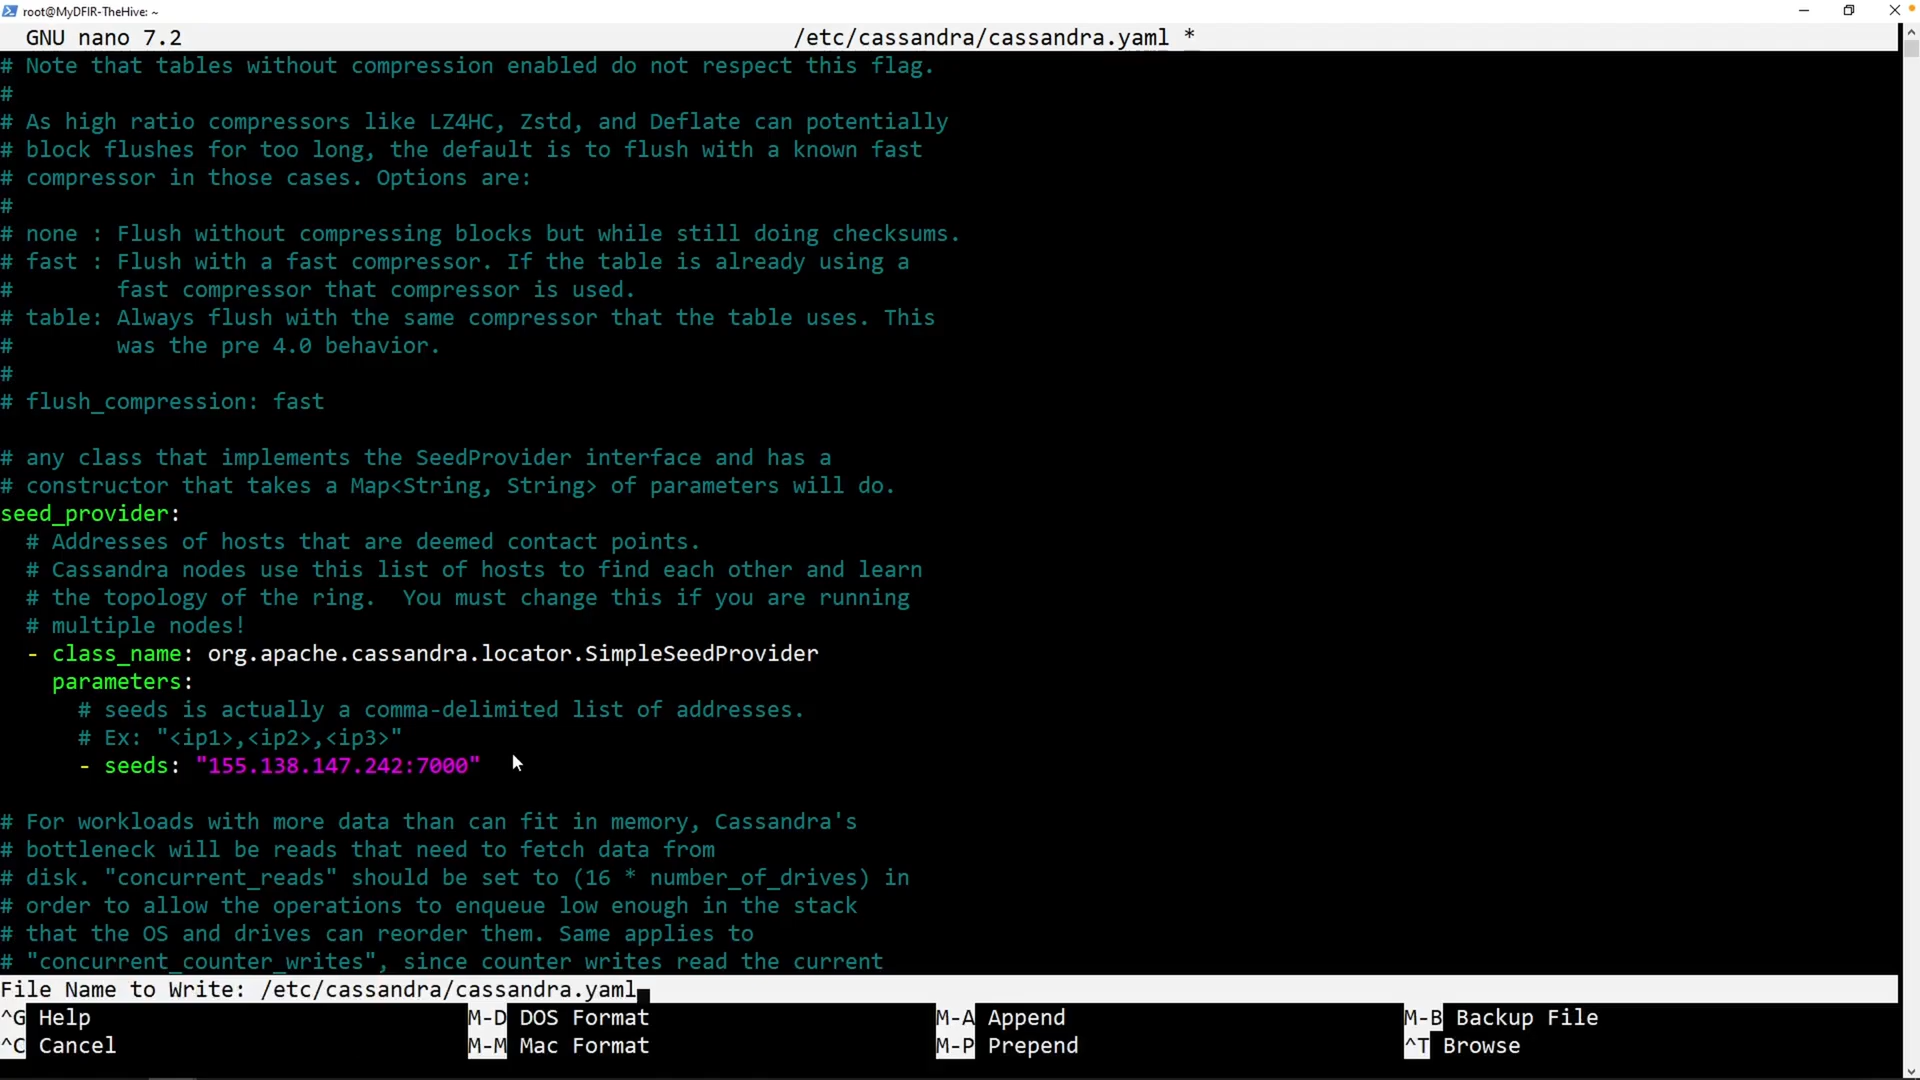 root@MyDFIR-TheHive: ~
GNU nano 7.2 /etc/cassandra/cassandra.yaml *
# Note that tables without compression enabled do not respect this flag.
#
# As high ratio compressors like LZ4HC, Zstd, and Deflate can potentially
# block flushes for too long, the default is to flush with a known fast
# compressor in those cases. Options are:
#
# none : Flush without compressing blocks but while still doing checksums.
# fast : Flush with a fast compressor. If the table is already using a
#        fast compressor that compressor is used.
# table: Always flush with the same compressor that the table uses. This
#        was the pre 4.0 behavior.
#
# flush_compression: fast

# any class that implements the SeedProvider interface and has a
# constructor that takes a Map<String, String> of parameters will do.
seed_provider:
  # Addresses of hosts that are deemed contact points.
  # Cassandra nodes use this list of hosts to find each other and learn
  # the topology of the ring.  You must change this if you are running
  # multiple nodes!
  - class_name: org.apache.cassandra.locator.SimpleSeedProvider
    parameters:
      # seeds is actually a comma-delimited list of addresses.
      # Ex: "<ip1>,<ip2>,<ip3>"
      - seeds: "155.138.147.242:7000"

# For workloads with more data than can fit in memory, Cassandra's
# bottleneck will be reads that need to fetch data from
# disk. "concurrent_reads" should be set to (16 * number_of_drives) in
# order to allow the operations to enqueue low enough in the stack
# that the OS and drives can reorder them. Same applies to
# "concurrent_counter_writes", since counter writes read the current
File Name to Write: /etc/cassandra/cassandra.yaml
^G Help M-D DOS Format M-A Append M-B Backup File
^C Cancel M-M Mac Format M-P Prepend ^T Browse